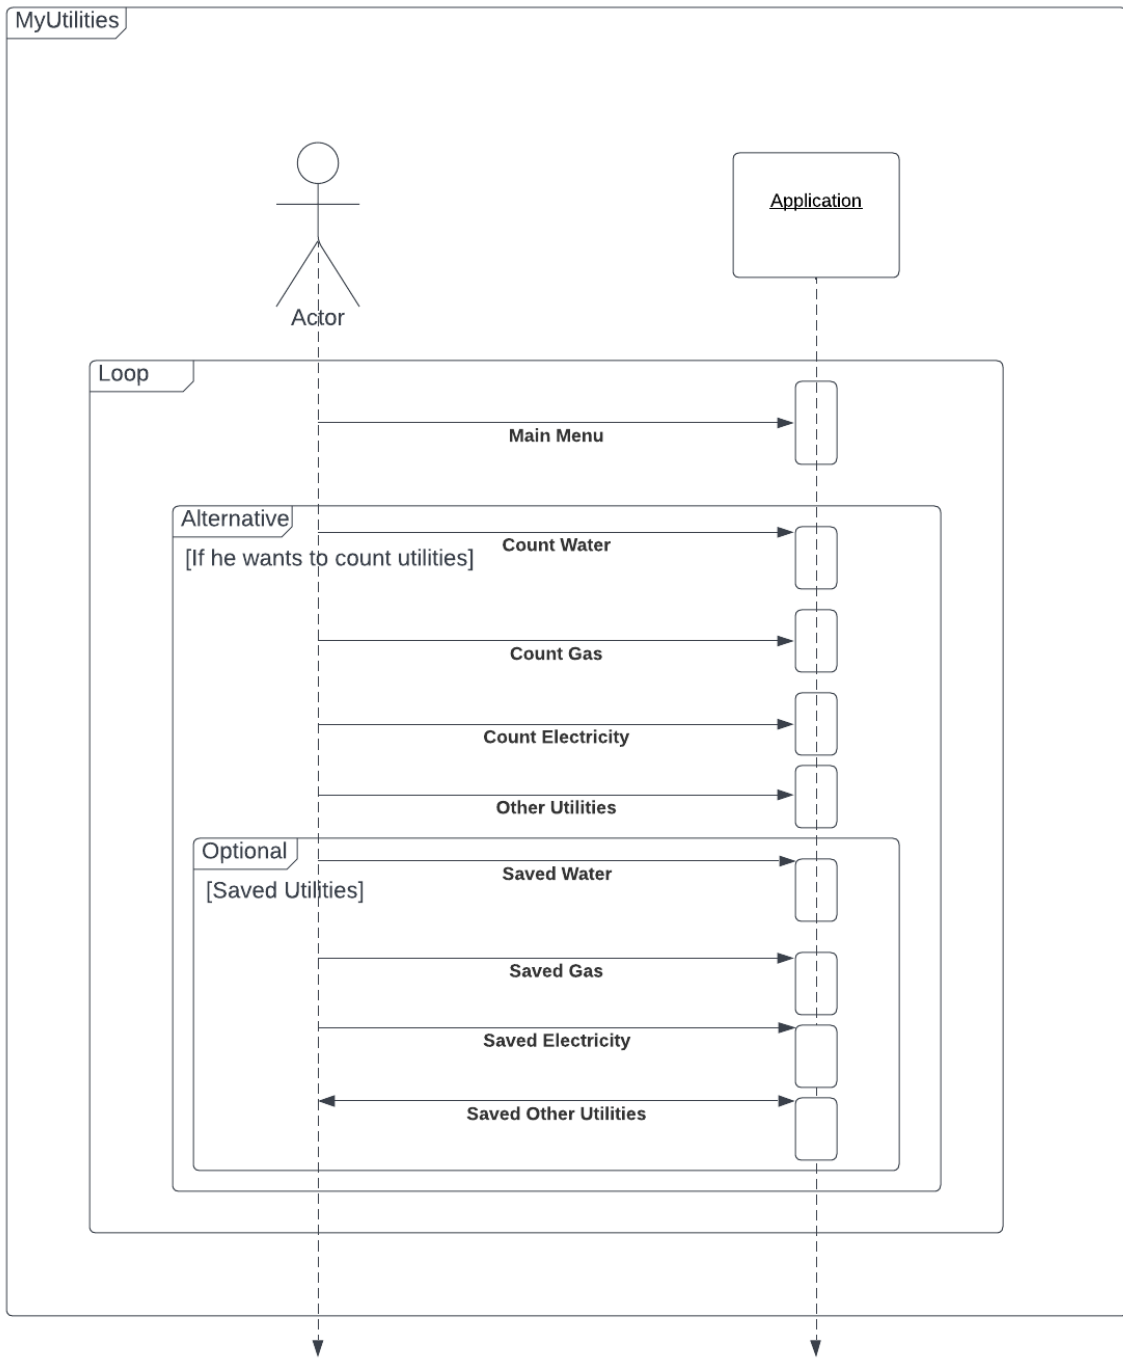 MyUtilities
Application
Actor
Loop
Main Menu
Alternative
Count Water
[If he wants to count utilities]
Count Gas
Count Electricity
Other Utilities
Optional
Saved Water
[Saved Utilities]
Saved Gas
Saved Electricity
Saved Other Utilities